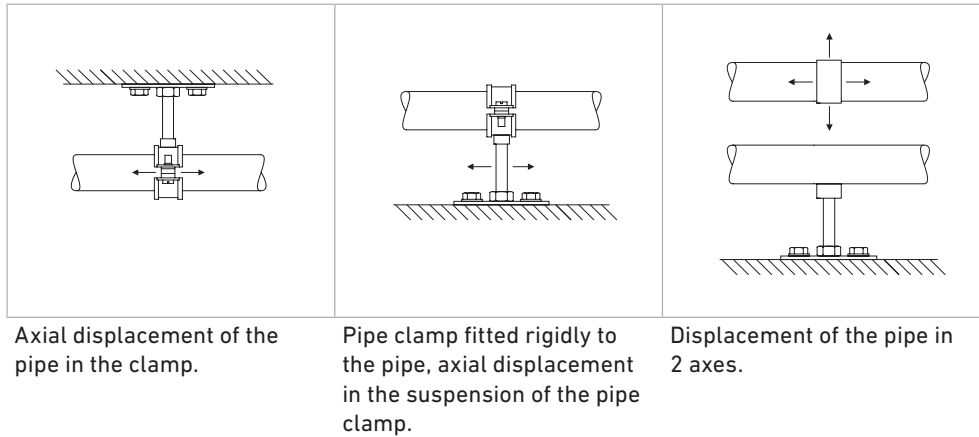 Axial displacement of the
pipe in the clamp.
Pipe clamp fitted rigidly to
the pipe, axial displacement
in the suspension of the pipe
clamp.
Displacement of the pipe in
2 axes.